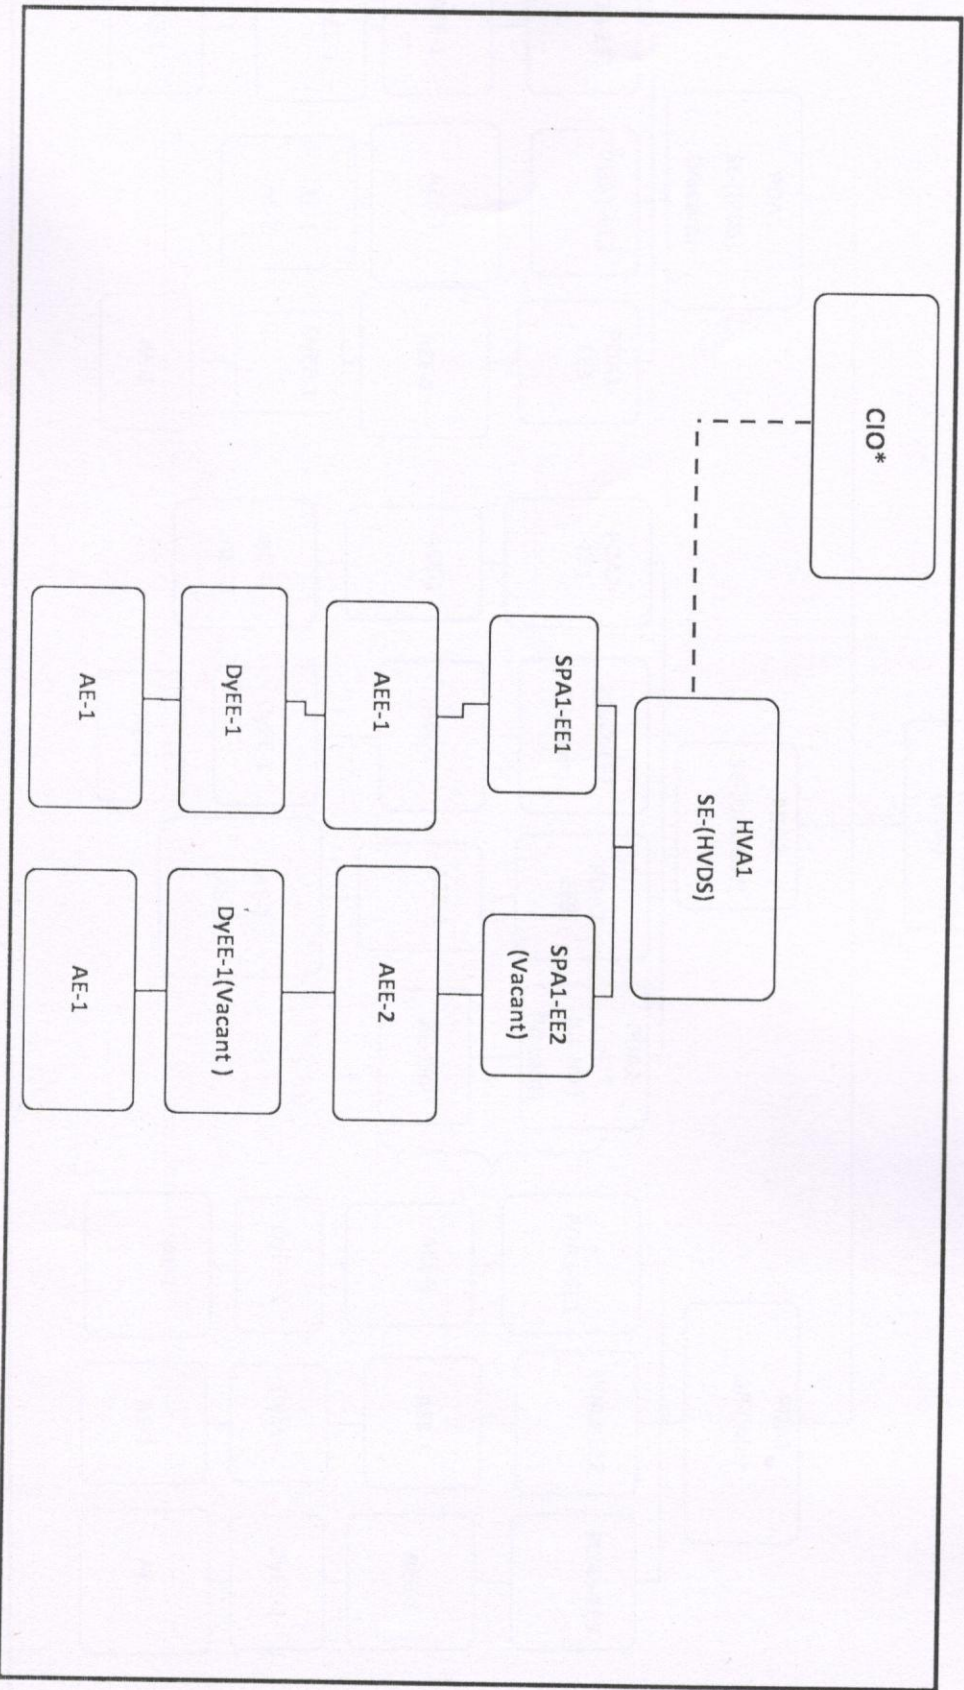 CIO*
HVA1
SE-(HVDS)
SPA1-EE1
SPA1-EE2
(Vacant)
AEE-1
AEE-2
DyEE-1
DyEE-1(Vacant )
AE-1
AE-1